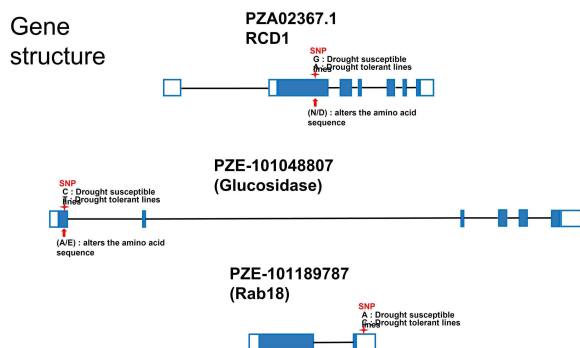 Gene
structure
PZA02367.1
RCD1
SNP
G : Drought susceptible
lines
A : Drought tolerant lines
(N/D) : alters the amino acid
sequence
PZE-101048807
(Glucosidase)
SNP
C : Drought susceptible
lines
Drought tolerant lines
(A/E) : alters the amino acid
sequence
PZE-101189787
(Rab18)
SNP
A : Drought susceptible
lines
Drought tolerant lines